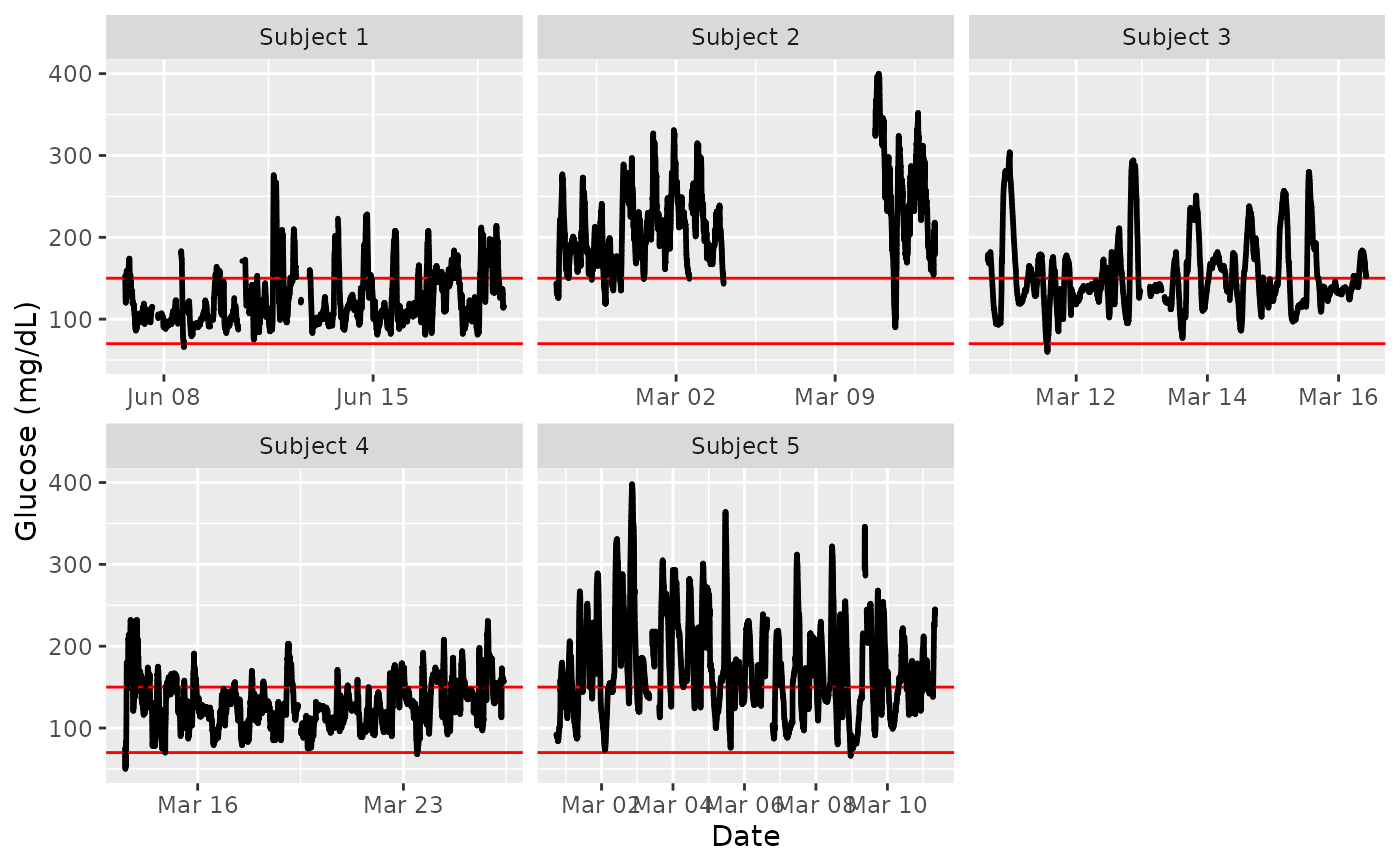 Subject 1 Subject 2 Subject 3
400
300
200
100
Jun 08 Jun 15 Mar 02 Mar 09 Mar 12 Mar 14 Mar 16
Glucose (mg/dL)
Subject 4 Subject 5
400
300
200
100
Mar 16 Mar 23 Mar 02 Mar 04 Mar 06 Mar 08 Mar 10
Date